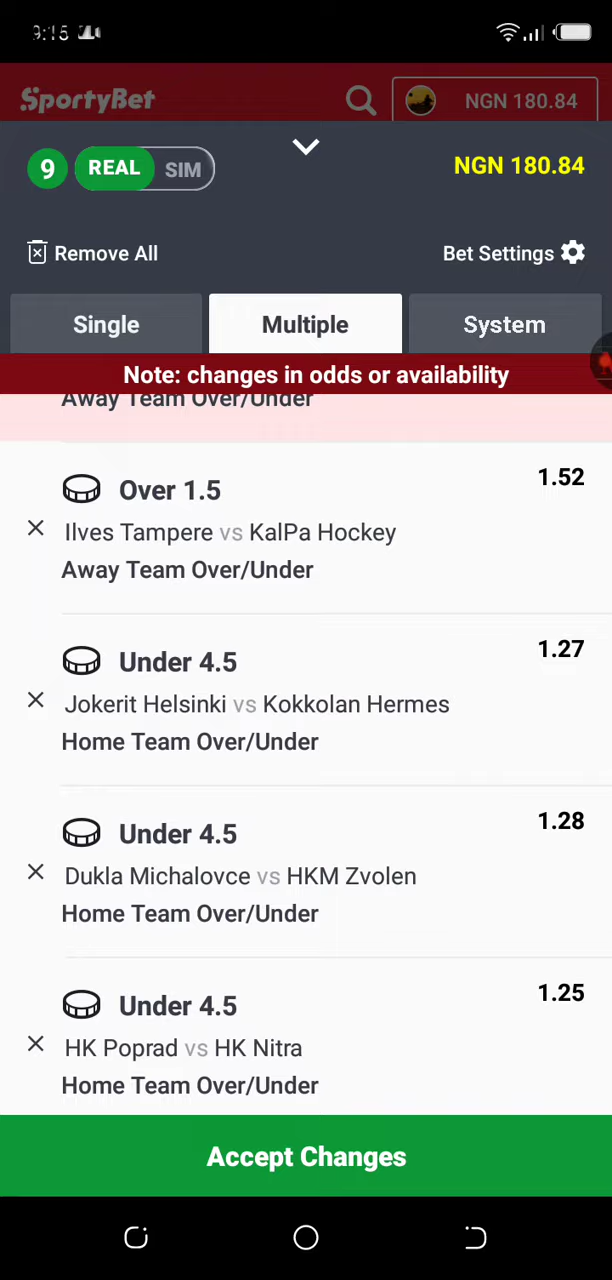 9:15
SportyBet
NGN 180.84
9 REAL SIM
NGN 180.84
Remove All
Bet Settings
Single Multiple System
Note: changes in odds or availability
Away Team Over/Under
Over 1.5 1.52
Ilves Tampere vs KalPa Hockey
Away Team Over/Under
Under 4.5 1.27
Jokerit Helsinki vs Kokkolan Hermes
Home Team Over/Under
Under 4.5 1.28
Dukla Michalovce vs HKM Zvolen
Home Team Over/Under
Under 4.5 1.25
HK Poprad vs HK Nitra
Home Team Over/Under
Accept Changes